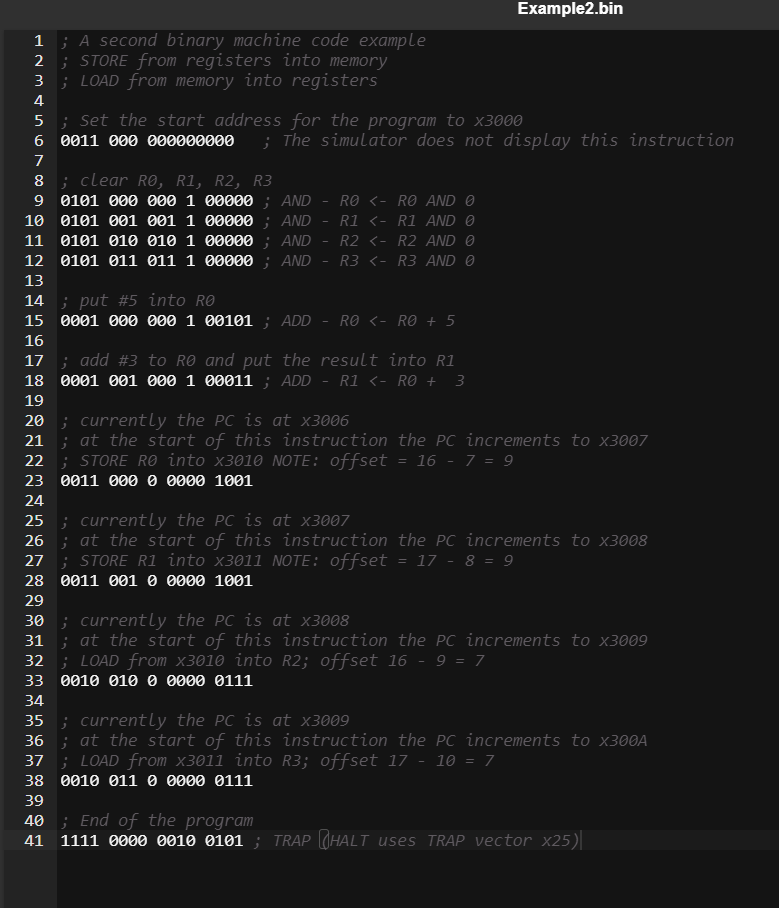 Example2.bin
1 ; A second binary machine code example
2 ; STORE from registers into memory
3 ; LOAD from memory into registers
4
5 ; Set the start address for the program to x3000
6 0011 000 000000000 ; The simulator does not display this instruction
7
8 ; clear R0, R1, R2, R3
9 0101 000 000 1 00000 ; AND - R0 <- R0 AND 0
10 0101 001 001 1 00000 ; AND - R1 <- R1 AND 0
11 0101 010 010 1 00000 ; AND - R2 <- R2 AND 0
12 0101 011 011 1 00000 ; AND - R3 <- R3 AND 0
13
14 ; put #5 into R0
15 0001 000 000 1 00101 ; ADD - R0 <- R0 + 5
16
17 ; add #3 to R0 and put the result into R1
18 0001 001 000 1 00011 ; ADD - R1 <- R0 +  3
19
20 ; currently the PC is at x3006
21 ; at the start of this instruction the PC increments to x3007
22 ; STORE R0 into x3010 NOTE: offset = 16 - 7 = 9
23 0011 000 0 0000 1001
24
25 ; currently the PC is at x3007
26 ; at the start of this instruction the PC increments to x3008
27 ; STORE R1 into x3011 NOTE: offset = 17 - 8 = 9
28 0011 001 0 0000 1001
29
30 ; currently the PC is at x3008
31 ; at the start of this instruction the PC increments to x3009
32 ; LOAD from x3010 into R2; offset 16 - 9 = 7
33 0010 010 0 0000 0111
34
35 ; currently the PC is at x3009
36 ; at the start of this instruction the PC increments to x300A
37 ; LOAD from x3011 into R3; offset 17 - 10 = 7
38 0010 011 0 0000 0111
39
40 ; End of the program
41 1111 0000 0010 0101 ; TRAP (HALT uses TRAP vector x25)